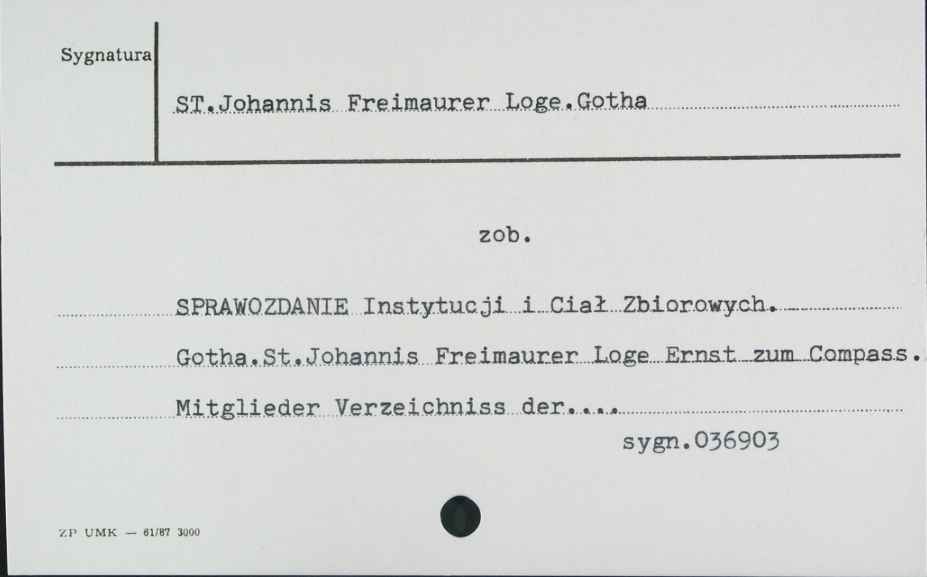 Sygnatura
ST.Johannis Freimaurer Loge.Gotha
zob.
SPRAWOZDANIE Instytucji i Ciał Zbiorowych.
Gotha.St.Johannis Freimaurer Loge Ernst zum Compass.
Mitglieder Verzeichniss der.....
sygn.036903
ZP UMK — 61/87 3000